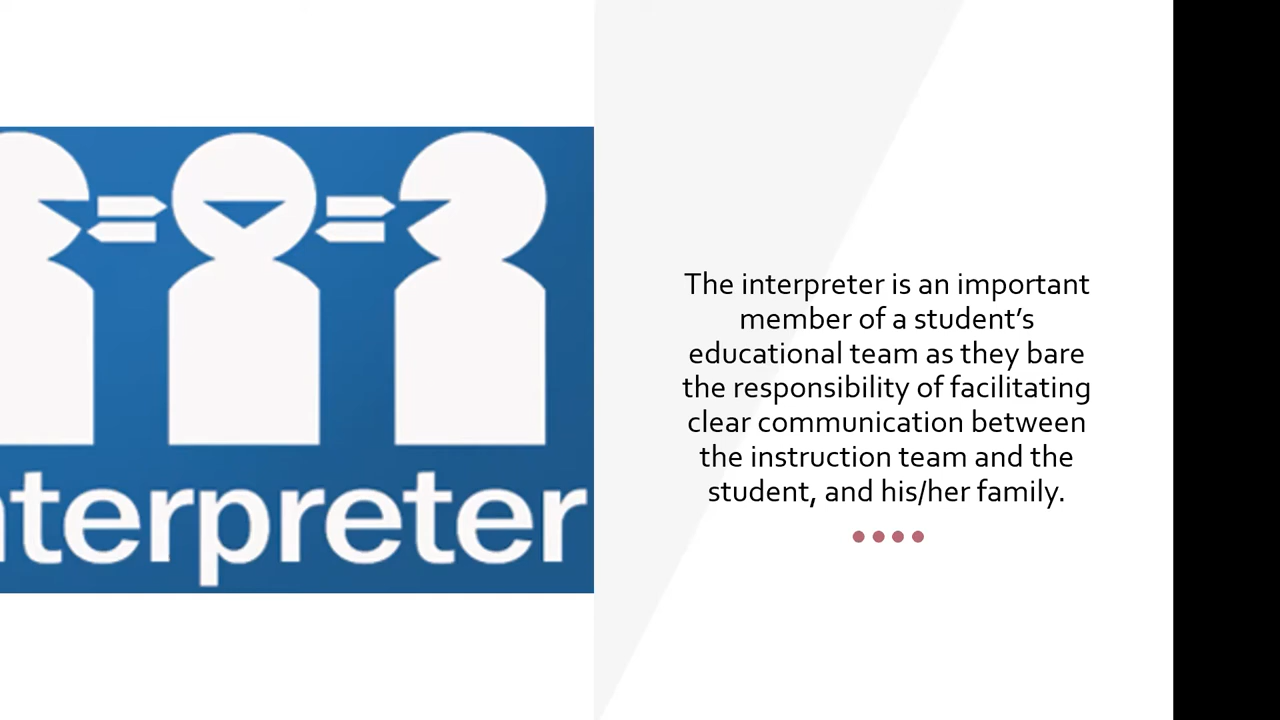 nterpreter
The interpreter is an important
member of a student’s
educational team as they bare
the responsibility of facilitating
clear communication between
the instruction team and the
student, and his/her family.